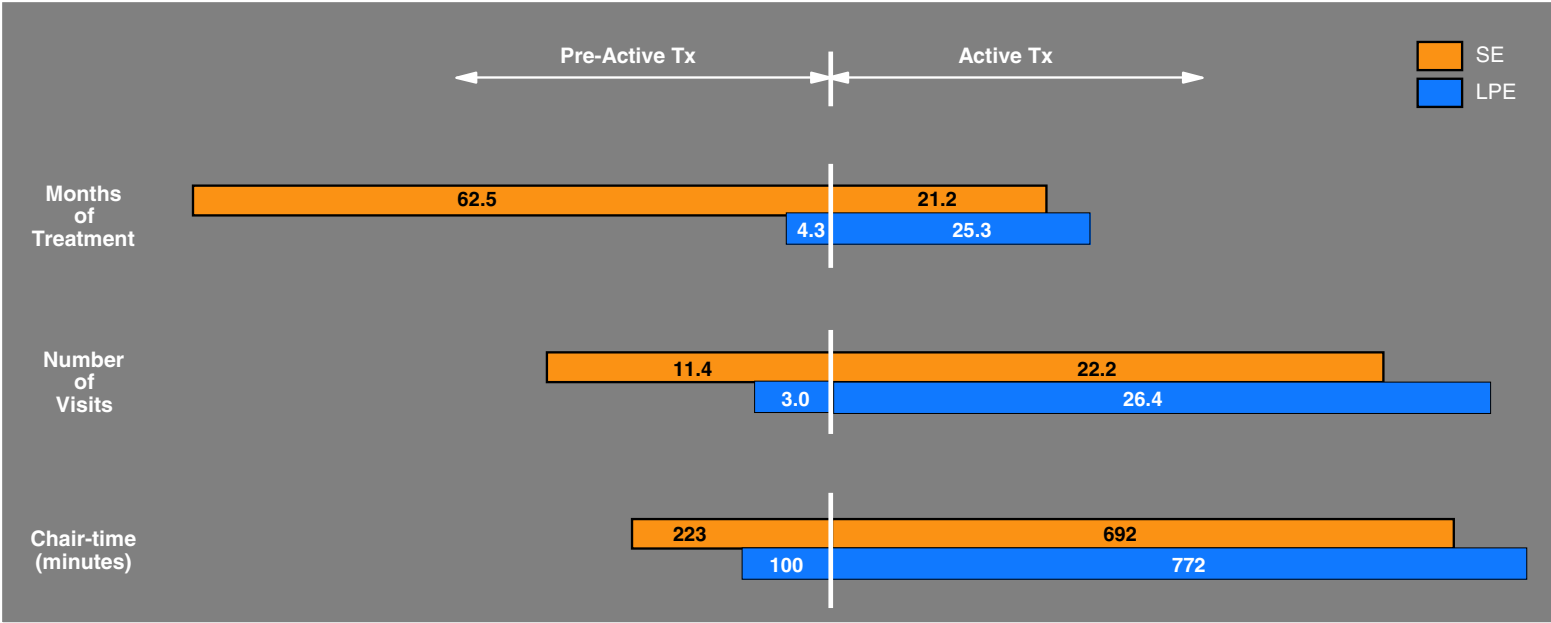 Pre-Active Tx
Active Tx
SE
LPE
Months
of
Treatment
62.5
21.2
4.3
25.3
Number
of
Visits
11.4
22.2
3.0
26.4
Chair-time
(minutes)
223
692
100
772